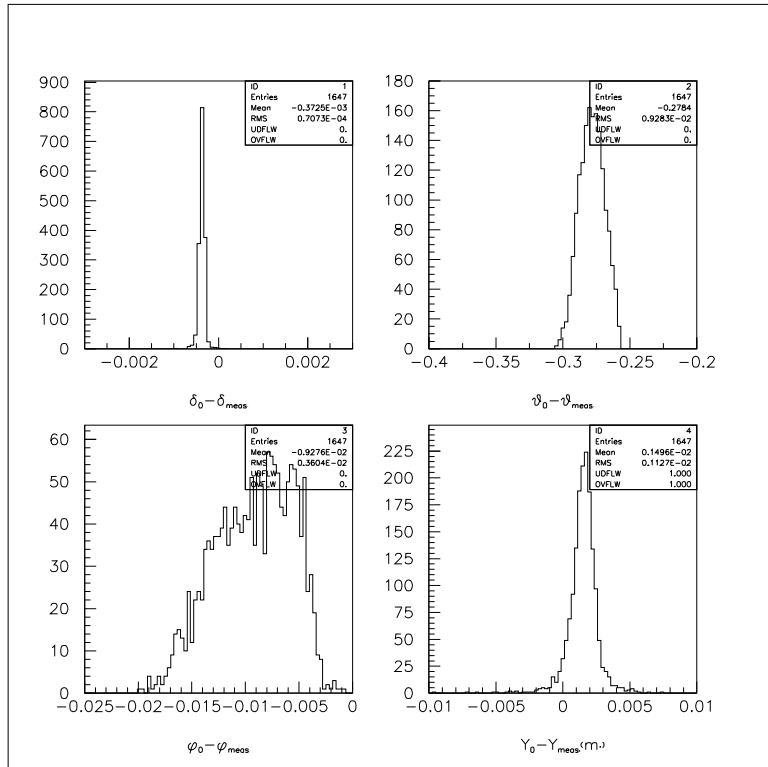 ID 1
Entries 1647
Mean -0.3725E-03
RMS 0.7073E-04
UDFLW 0.
OVFLW 0.
900
800
700
600
500
400
300
200
100
0
-0.002 0 0.002
δ₀-δmeas.
ID 2
Entries 1647
Mean -0.2784
RMS 0.9283E-02
UDFLW 0.
OVFLW 0.
180
160
140
120
100
80
60
40
20
0
-0.4 -0.35 -0.3 -0.25 -0.2
ϑ₀-ϑmeas.
ID 3
Entries 1647
Mean -0.9276E-02
RMS 0.3604E-02
UDFLW 0.
OVFLW 0.
60
50
40
30
20
10
0
-0.025 -0.02 -0.015 -0.01 -0.005 0
φ₀-φmeas.
ID 4
Entries 1647
Mean 0.1496E-02
RMS 0.1127E-02
UDFLW 1.000
OVFLW 1.000
225
200
175
150
125
100
75
50
25
0
-0.01 -0.005 0 0.005 0.01
Y₀-Ymeas.(m.)